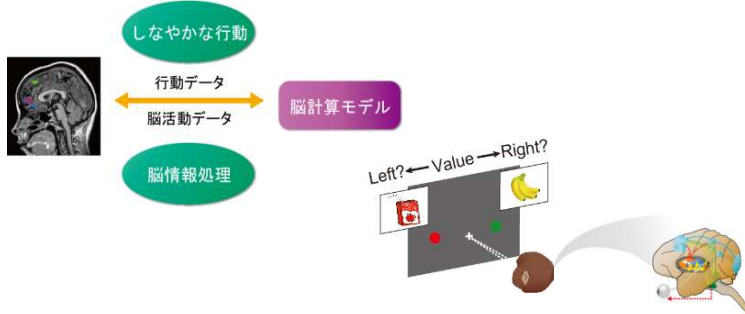 しなやかな行動
行動データ
脳活動データ
脳計算モデル
脳情報処理
Left? Value Right?